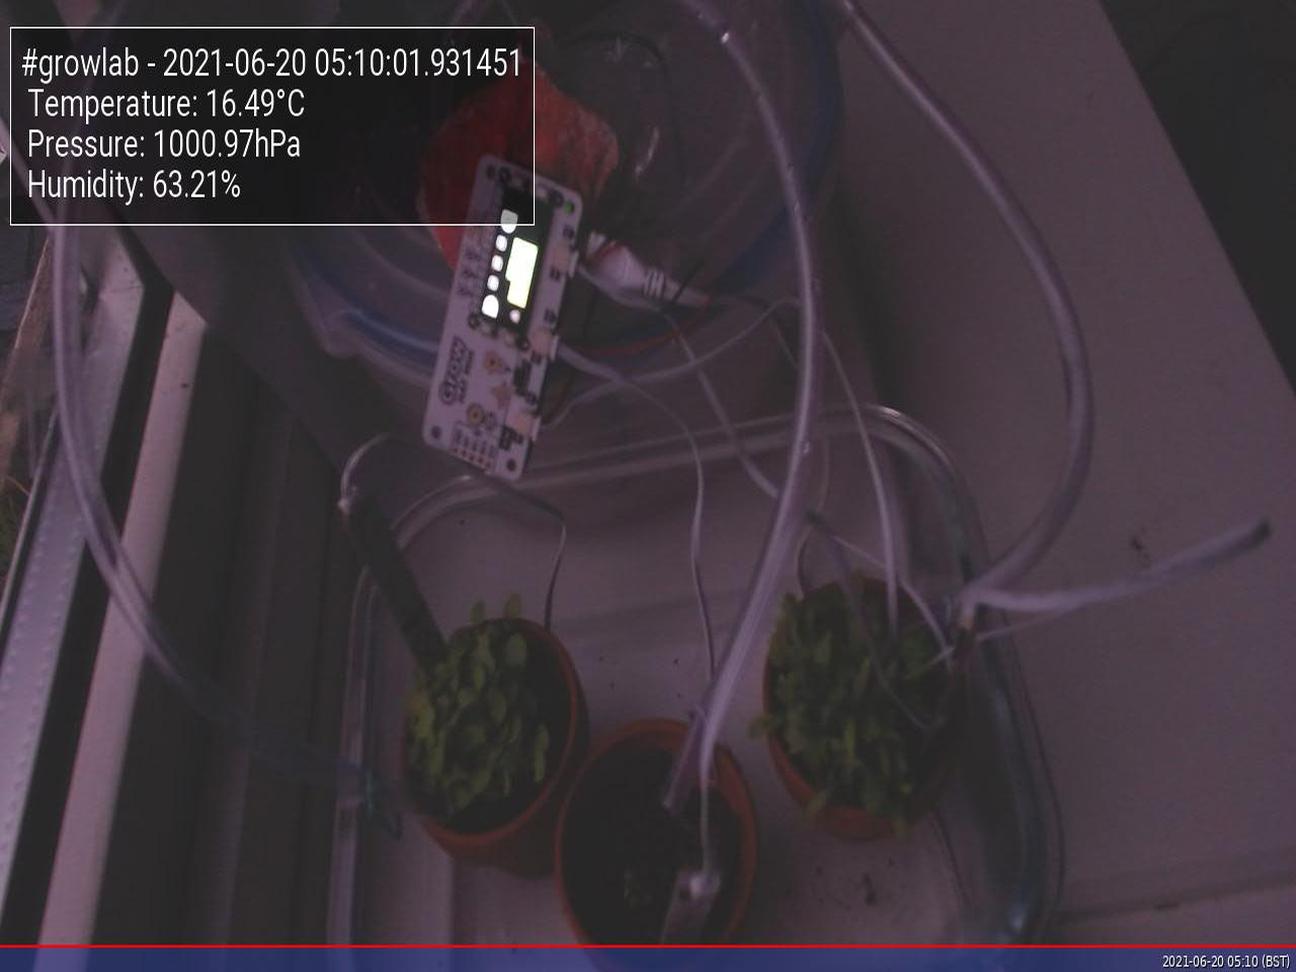 #growlab - 2021-06-20 05:10:01.931451
Temperature: 16.49°C
Pressure: 1000.97hPa
Humidity: 63.21%
GROW
2021-06-20 05:10 (BST)